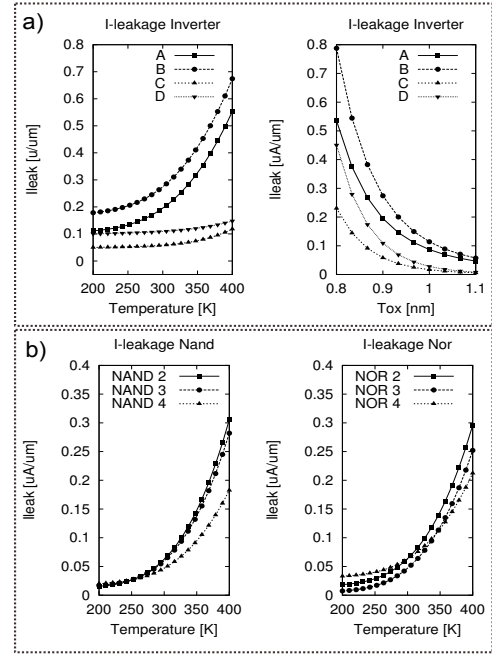 a)
I-leakage Inverter
Ileak [u/um]
0.8
0.7
0.6
0.5
0.4
0.3
0.2
0.1
0
A
B
C
D
200 250 300 350 400
Temperature [K]
I-leakage Inverter
Ileak [uA/um]
0.8
0.7
0.6
0.5
0.4
0.3
0.2
0.1
0
A
B
C
D
0.8 0.9 1 1.1
Tox [nm]
b)
I-leakage Nand
Ileak [uA/um]
0.4
0.35
0.3
0.25
0.2
0.15
0.1
0.05
0
NAND 2
NAND 3
NAND 4
200 250 300 350 400
Temperature [K]
I-leakage Nor
Ileak [uA/um]
0.4
0.35
0.3
0.25
0.2
0.15
0.1
0.05
0
NOR 2
NOR 3
NOR 4
200 250 300 350 400
Temperature [K]